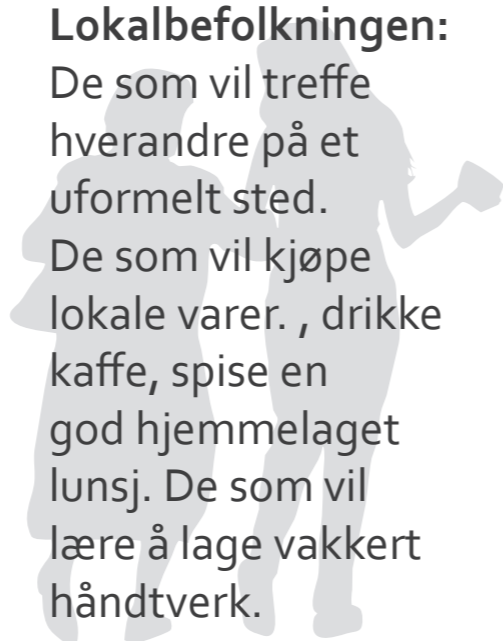 Lokalbefolkningen:
De som vil treffe
hverandre på et
uformelt sted.
De som vil kjøpe
lokale varer. , drikke
kaffe, spise en
god hjemmelaget
lunsj. De som vil
lære å lage vakkert
håndtverk.